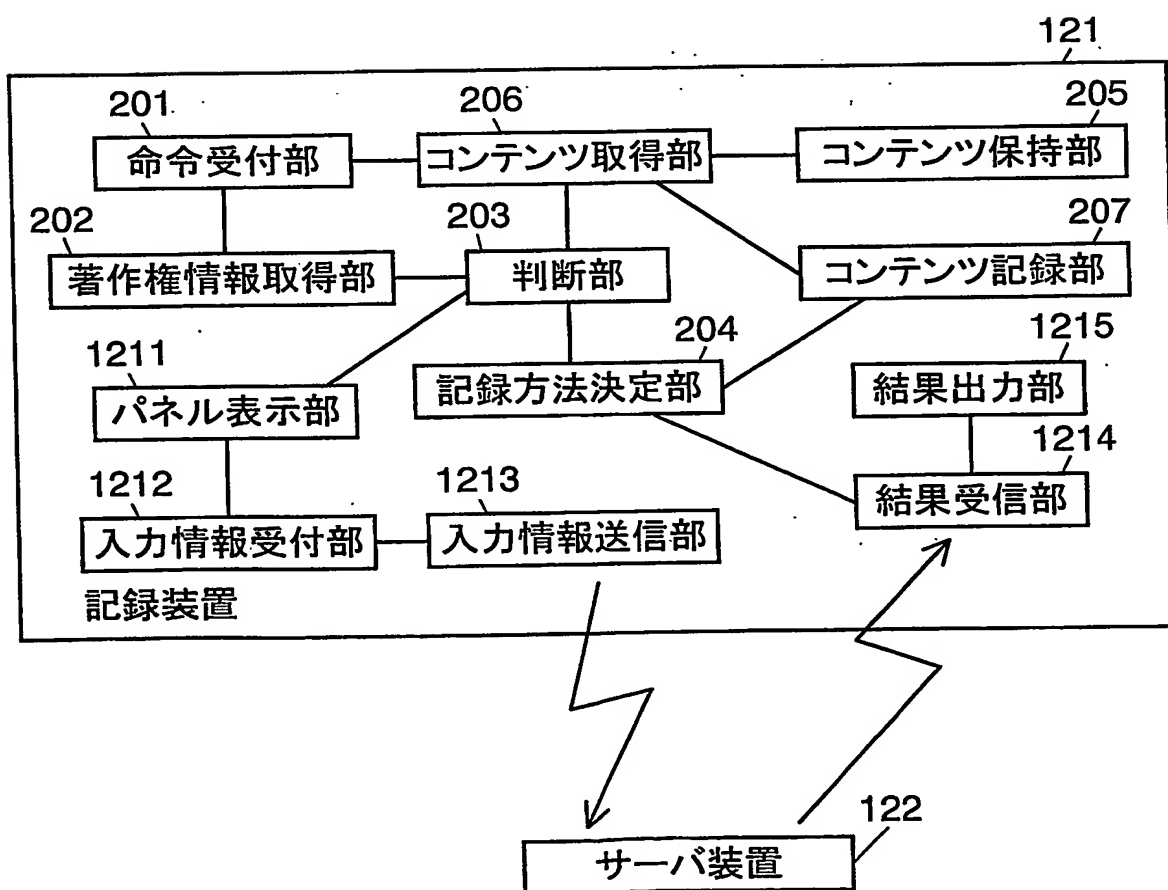 121
201
206
205
命令受付部
コンテンツ取得部
コンテンツ保持部
202
203
207
著作権情報取得部
判断部
コンテンツ記録部
1211
204
1215
パネル表示部
記録方法決定部
結果出力部
1212
1213
1214
入力情報受付部
入力情報送信部
結果受信部
記録装置
122
サーバ装置